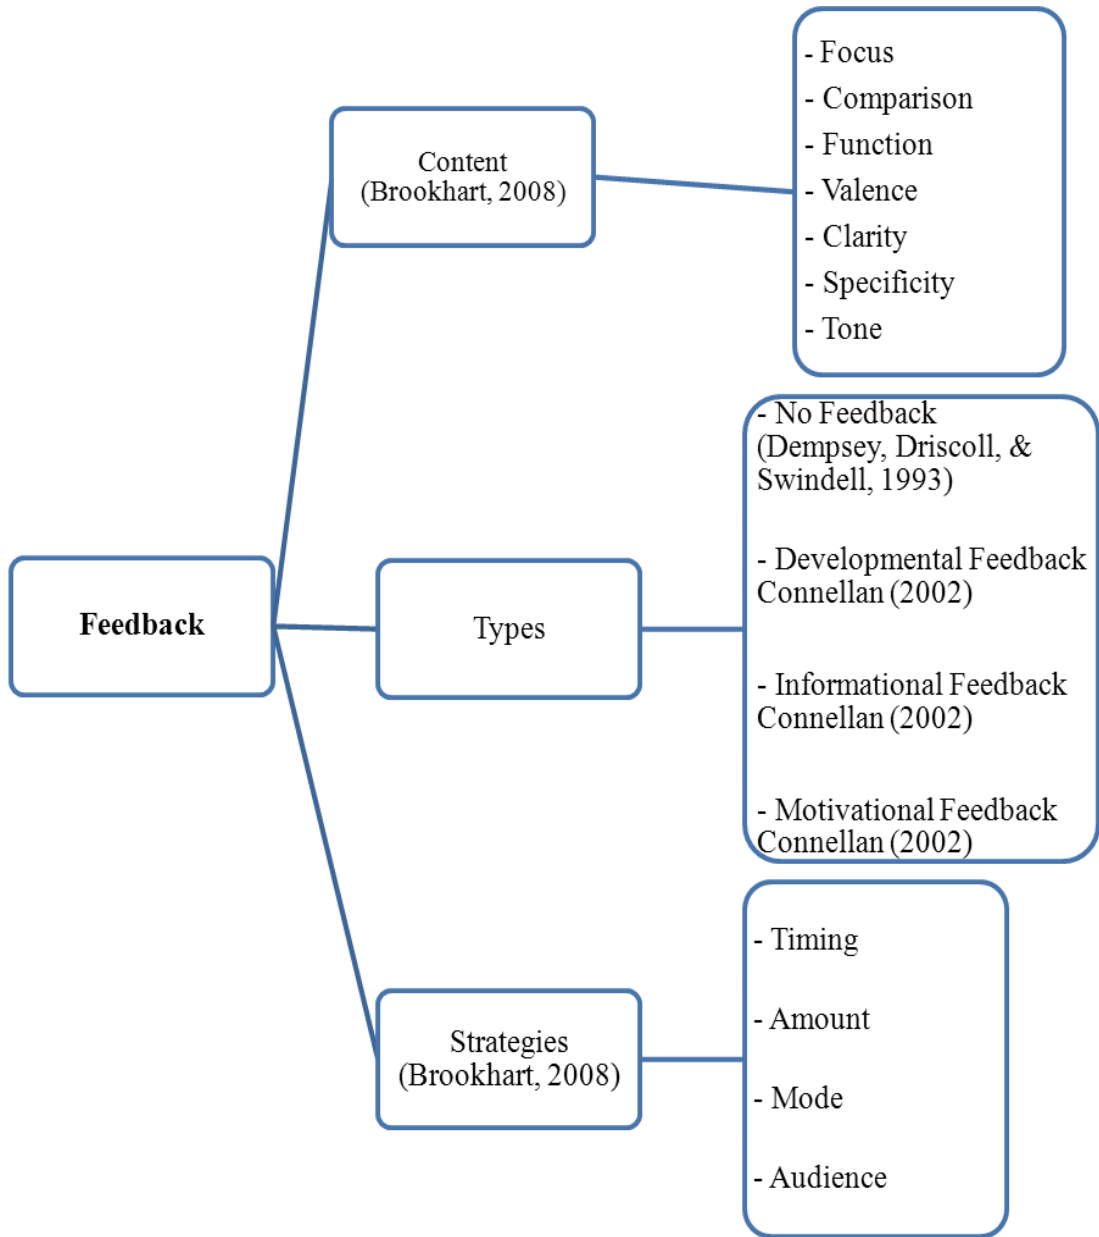 Feedback
Content
(Brookhart, 2008)
- Focus
- Comparison
- Function
- Valence
- Clarity
- Specificity
- Tone
Types
- No Feedback
(Dempsey, Driscoll, &
Swindell, 1993)
- Developmental Feedback
Connellan (2002)
- Informational Feedback
Connellan (2002)
- Motivational Feedback
Connellan (2002)
Strategies
(Brookhart, 2008)
- Timing
- Amount
- Mode
- Audience